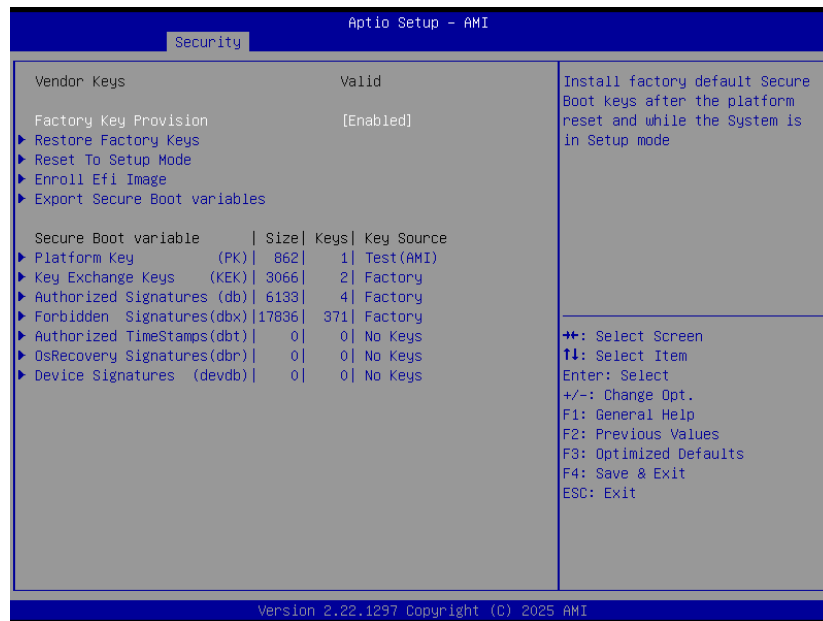 Aptio Setup – AMI
Security
Vendor Keys Valid
Factory Key Provision [Enabled]
▶ Restore Factory Keys
▶ Reset To Setup Mode
▶ Enroll Efi Image
▶ Export Secure Boot variables
Secure Boot variable | Size| Keys| Key Source
▶ Platform Key (PK)| 862| 1| Test(AMI)
▶ Key Exchange Keys (KEK)| 3066| 2| Factory
▶ Authorized Signatures (db)| 6133| 4| Factory
▶ Forbidden Signatures(dbx)|17836| 371| Factory
▶ Authorized TimeStamps(dbt)| 0| 0| No Keys
▶ OsRecovery Signatures(dbr)| 0| 0| No Keys
▶ Device Signatures (devdb)| 0| 0| No Keys
Install factory default Secure
Boot keys after the platform
reset and while the System is
in Setup mode
→←: Select Screen
↑↓: Select Item
Enter: Select
+/-: Change Opt.
F1: General Help
F2: Previous Values
F3: Optimized Defaults
F4: Save & Exit
ESC: Exit
Version 2.22.1297 Copyright (C) 2025 AMI